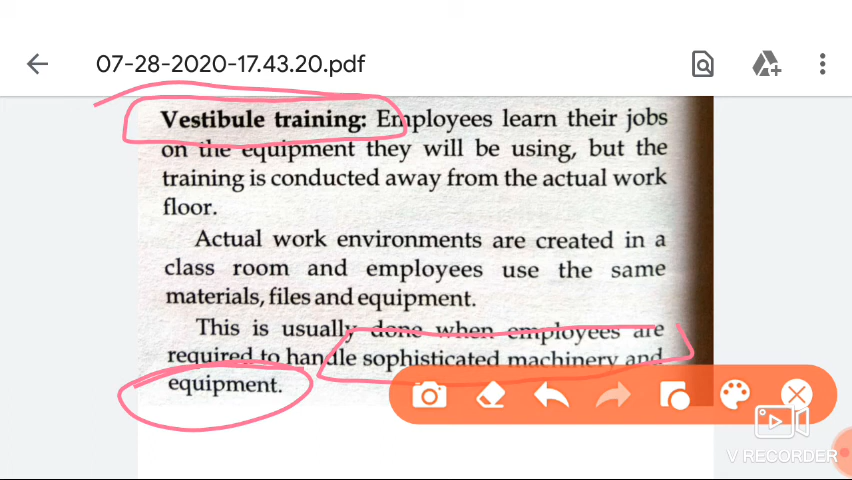 07-28-2020-17.43.20.pdf
Vestibule training: Employees learn their jobs
on the equipment they will be using, but the
training is conducted away from the actual work
floor.
Actual work environments are created in a
class room and employees use the same
materials, files and equipment.
This is usually done when employees are
required to handle sophisticated machinery and
equipment.
V RECORDER